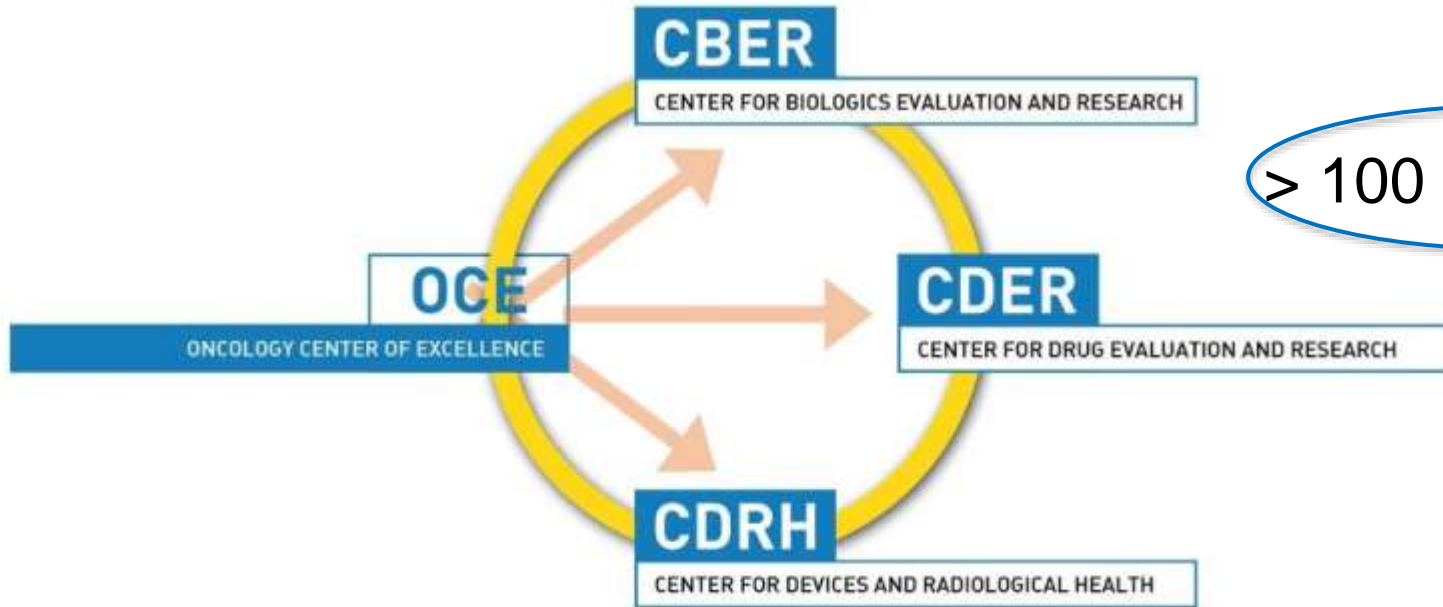 CBER
CENTER FOR BIOLOGICS EVALUATION AND RESEARCH
> 100
OCE
ONCOLOGY CENTER OF EXCELLENCE
CDER
CENTER FOR DRUG EVALUATION AND RESEARCH
CDRH
CENTER FOR DEVICES AND RADIOLOGICAL HEALTH